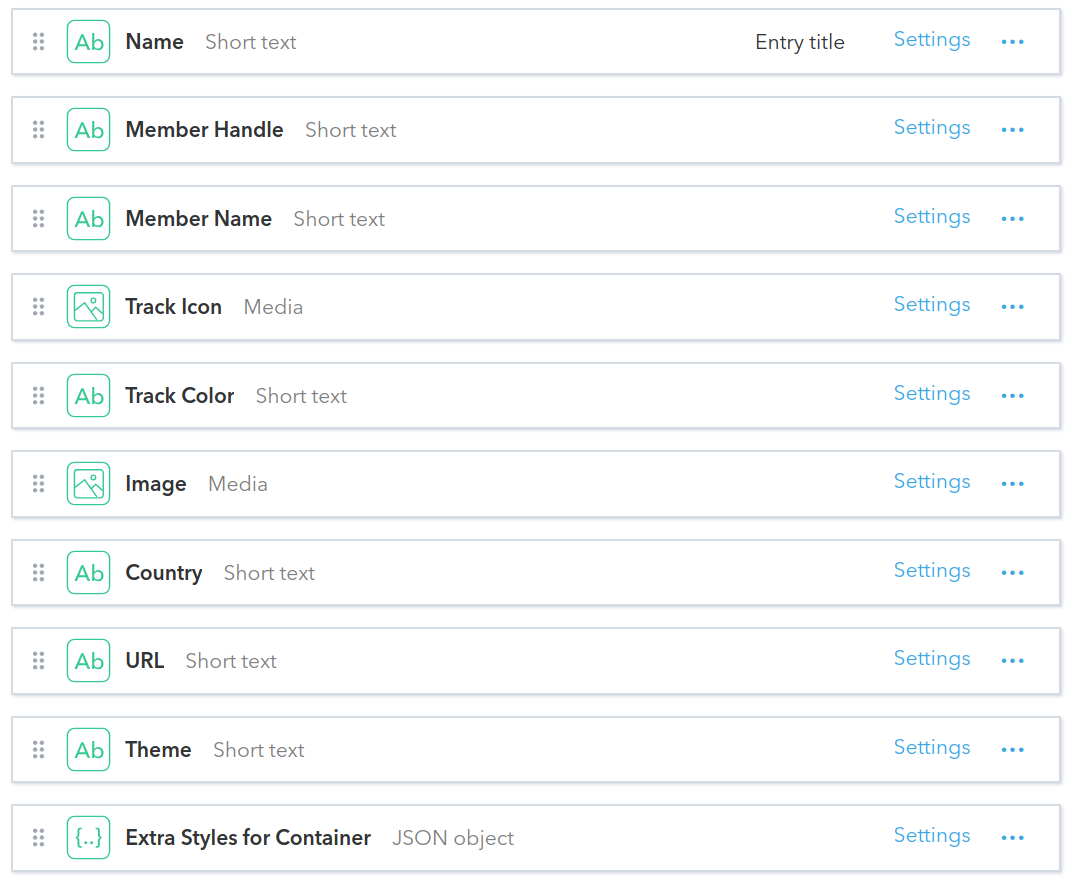 Ab Name Short text Entry title Settings ...
Ab Member Handle Short text Settings ...
Ab Member Name Short text Settings ...
Track Icon Media Settings ...
Ab Track Color Short text Settings ...
Image Media Settings ...
Ab Country Short text Settings ...
Ab URL Short text Settings ...
Ab Theme Short text Settings ...
{..} Extra Styles for Container JSON object Settings ...